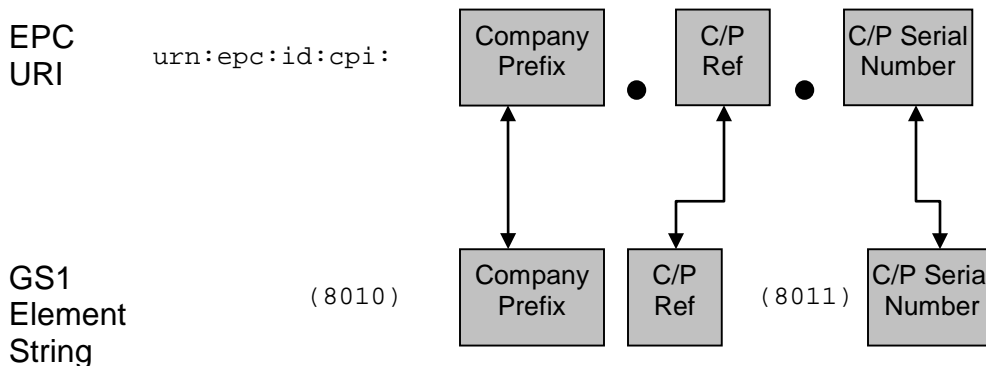 EPC
URI
urn:epc:id:cpi:
Company
Prefix
C/P
Ref
C/P Serial
Number
GS1
Element
String
(8010)
Company
Prefix
C/P
Ref
(8011)
C/P Seria
Number